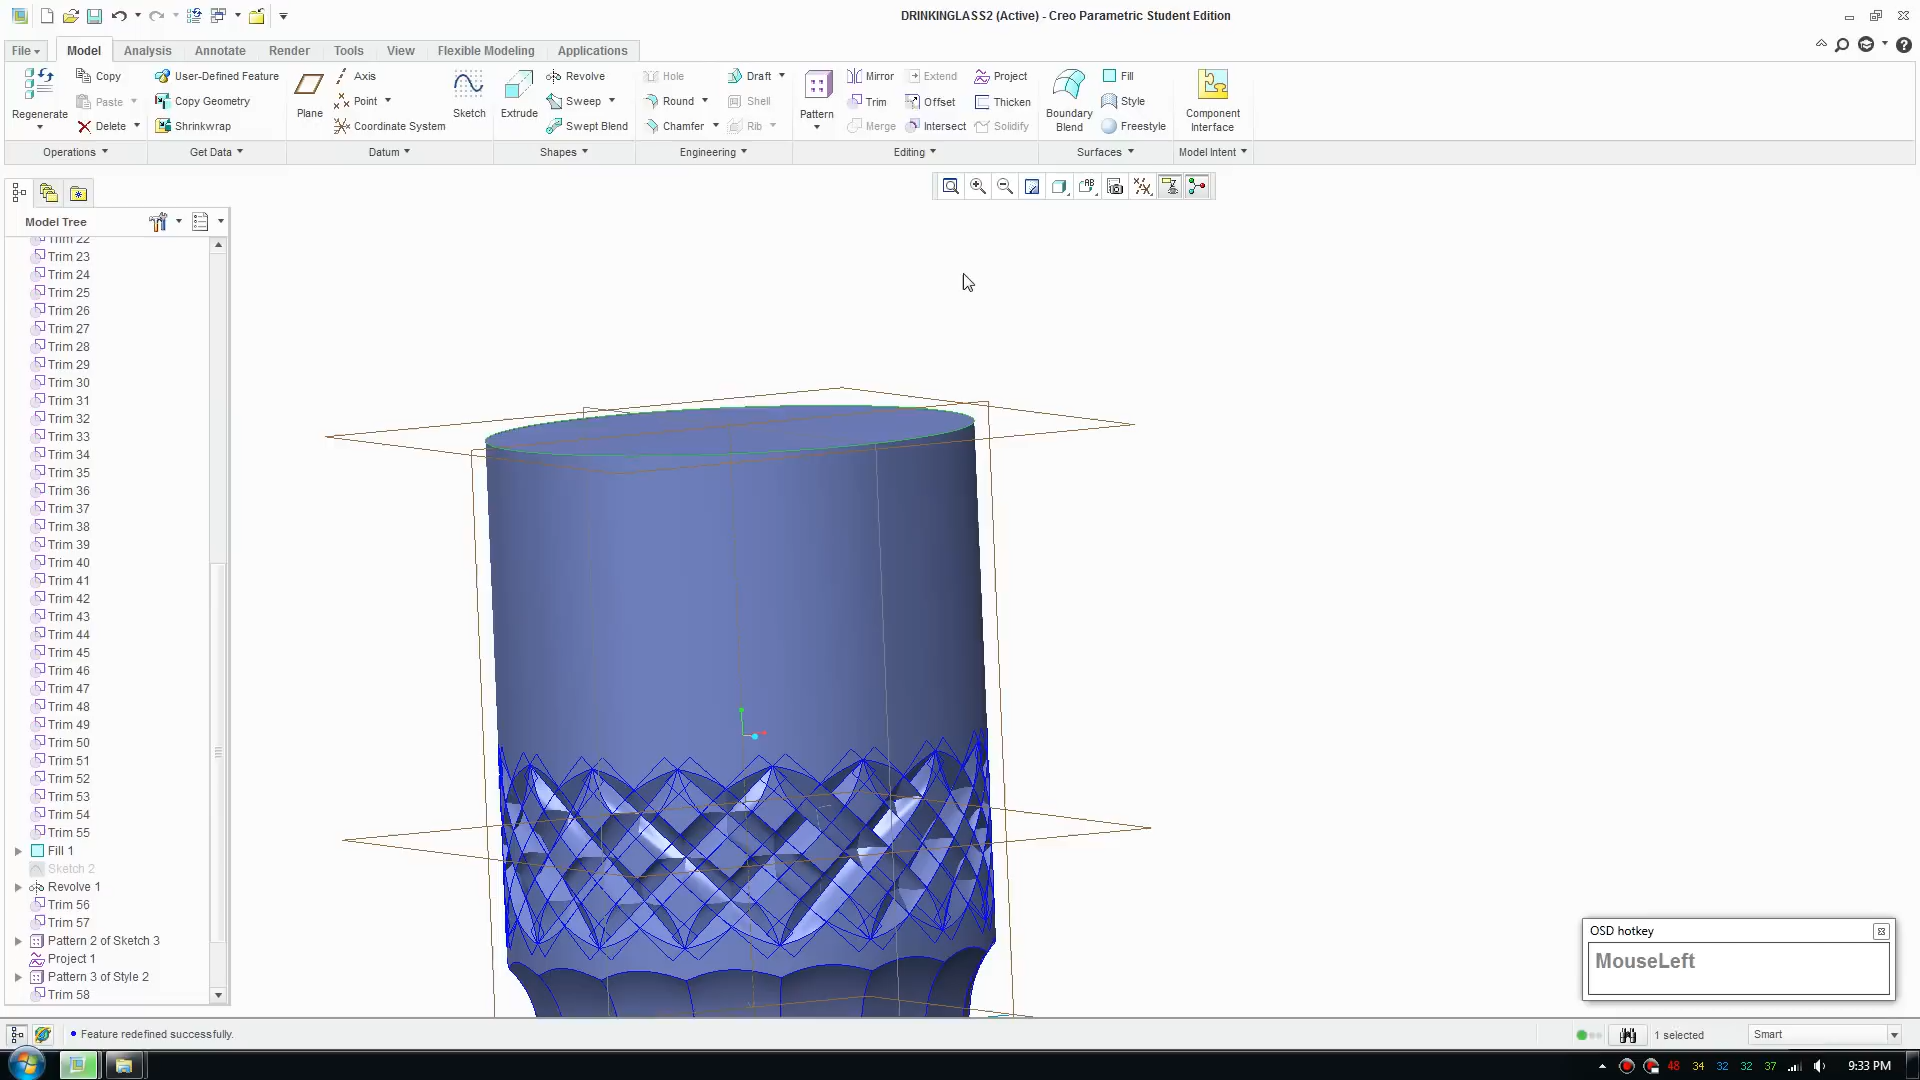 DRINKINGLASS2 (Active) - Creo Parametric Student Edition
File Model Analysis Annotate Render Tools View Flexible Modeling Applications
Copy User-Defined Feature Axis Revolve Hole Draft Mirror Extend Project Fill
Paste Copy Geometry Point Sweep Round Shell Trim Offset Thicken Style
Regenerate Plane Sketch Extrude Pattern Boundary Blend Component Interface
Delete Shrinkwrap Coordinate System Swept Blend Chamfer Rib Merge Intersect Solidify Freestyle
Operations Get Data Datum Shapes Engineering Editing Surfaces Model Intent
Model Tree
Trim 22
Trim 23
Trim 24
Trim 25
Trim 26
Trim 27
Trim 28
Trim 29
Trim 30
Trim 31
Trim 32
Trim 33
Trim 34
Trim 35
Trim 36
Trim 37
Trim 38
Trim 39
Trim 40
Trim 41
Trim 42
Trim 43
Trim 44
Trim 45
Trim 46
Trim 47
Trim 48
Trim 49
Trim 50
Trim 51
Trim 52
Trim 53
Trim 54
Trim 55
Fill 1
Sketch 2
Revolve 1
Trim 56
Trim 57
Pattern 2 of Sketch 3
Project 1
Pattern 3 of Style 2
Trim 58
OSD hotkey
MouseLeft
Feature redefined successfully.
1 selected
Smart
48 34 32 32 37
9:33 PM